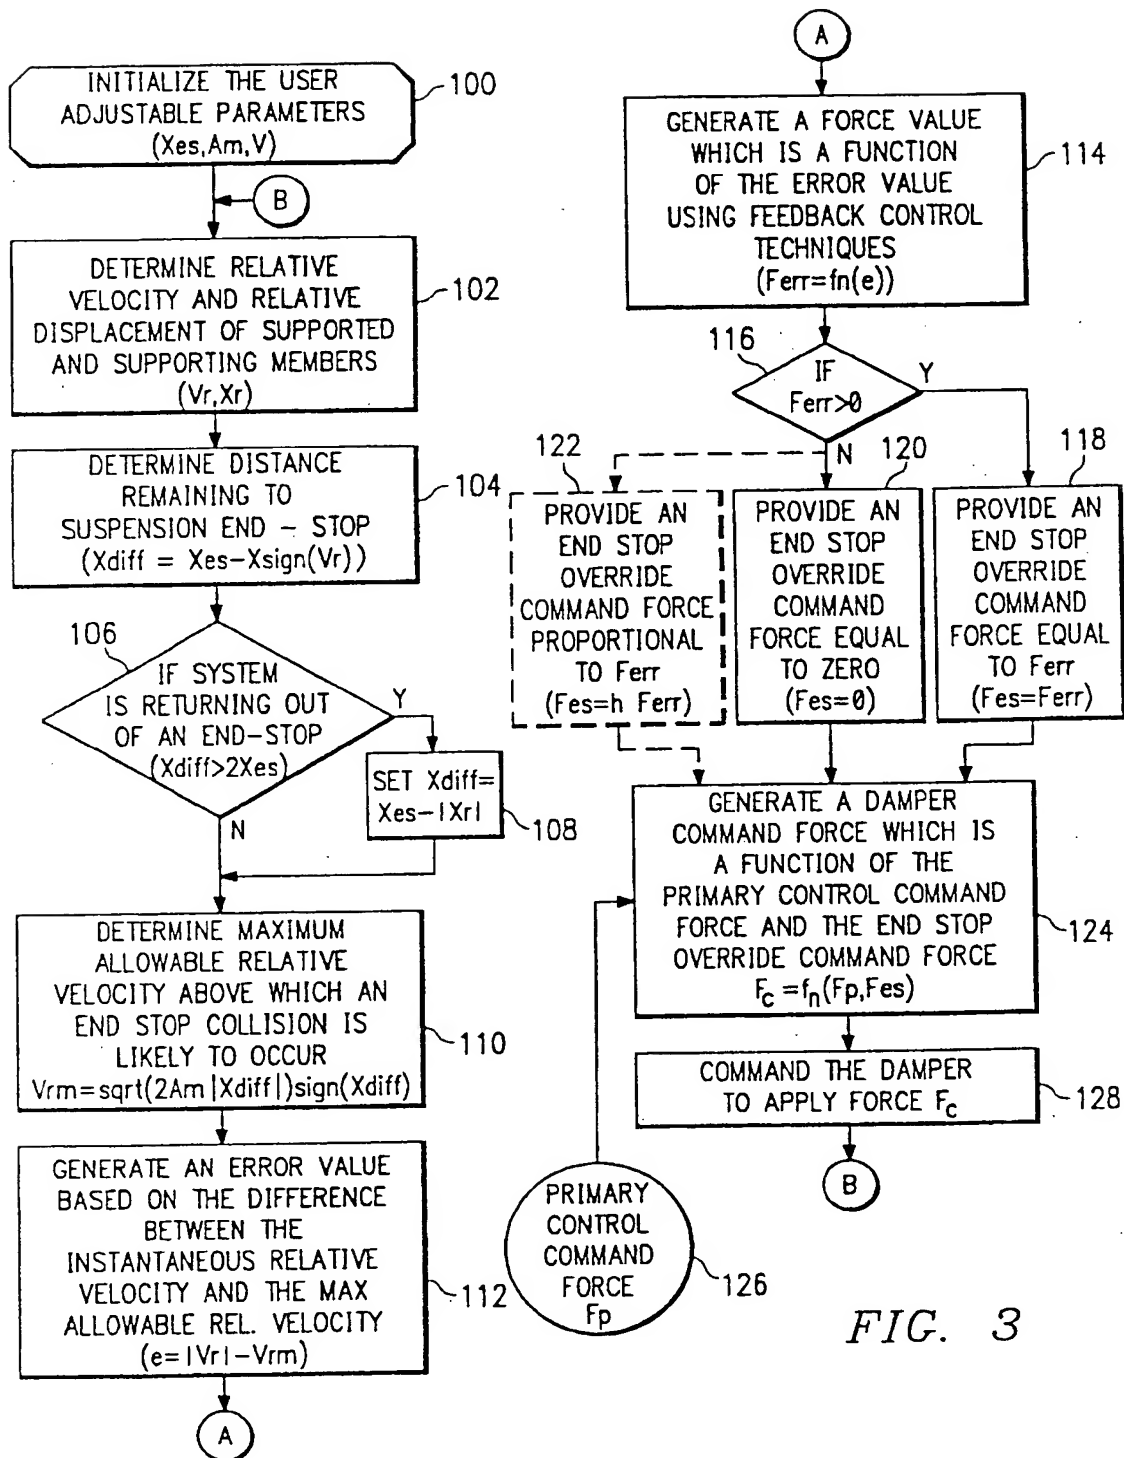 INITIALIZE THE USER
ADJUSTABLE PARAMETERS
(Xes,Am,V)
100
B
DETERMINE RELATIVE
VELOCITY AND RELATIVE
DISPLACEMENT OF SUPPORTED
AND SUPPORTING MEMBERS
(Vr,Xr)
102
DETERMINE DISTANCE
REMAINING TO
SUSPENSION END - STOP
(Xdiff = Xes-Xsign(Vr))
104
106
IF SYSTEM
IS RETURNING OUT
OF AN END-STOP
(Xdiff>2Xes)
Y
N
SET Xdiff=
Xes-|Xr|
108
DETERMINE MAXIMUM
ALLOWABLE RELATIVE
VELOCITY ABOVE WHICH AN
END STOP COLLISION IS
LIKELY TO OCCUR
Vrm=sqrt(2Am|Xdiff|)sign(Xdiff)
110
GENERATE AN ERROR VALUE
BASED ON THE DIFFERENCE
BETWEEN THE
INSTANTANEOUS RELATIVE
VELOCITY AND THE MAX
ALLOWABLE REL. VELOCITY
(e=|Vr|-Vrm)
112
A
A
GENERATE A FORCE VALUE
WHICH IS A FUNCTION
OF THE ERROR VALUE
USING FEEDBACK CONTROL
TECHNIQUES
(Ferr=fn(e))
114
116
IF
Ferr>0
Y
N
122
PROVIDE AN
END STOP
OVERRIDE
COMMAND FORCE
PROPORTIONAL
TO Ferr
(Fes=h Ferr)
120
PROVIDE AN
END STOP
OVERRIDE
COMMAND
FORCE EQUAL
TO ZERO
(Fes=0)
118
PROVIDE AN
END STOP
OVERRIDE
COMMAND
FORCE EQUAL
TO Ferr
(Fes=Ferr)
GENERATE A DAMPER
COMMAND FORCE WHICH IS
A FUNCTION OF THE
PRIMARY CONTROL COMMAND
FORCE AND THE END STOP
OVERRIDE COMMAND FORCE
Fc=fn(Fp,Fes)
124
COMMAND THE DAMPER
TO APPLY FORCE Fc
128
B
PRIMARY
CONTROL
COMMAND
FORCE
Fp
126
FIG. 3